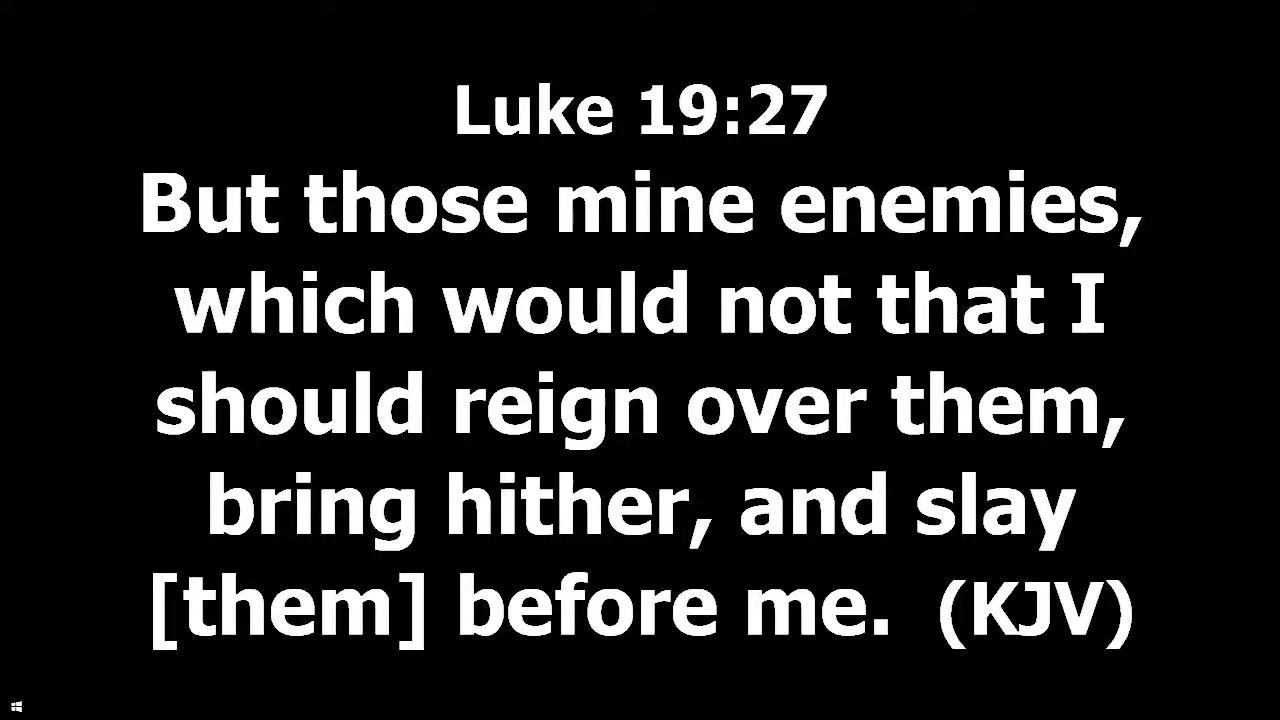 Luke 19:27
But those mine enemies,
which would not that I
should reign over them,
bring hither, and slay
[them] before me. (KJV)